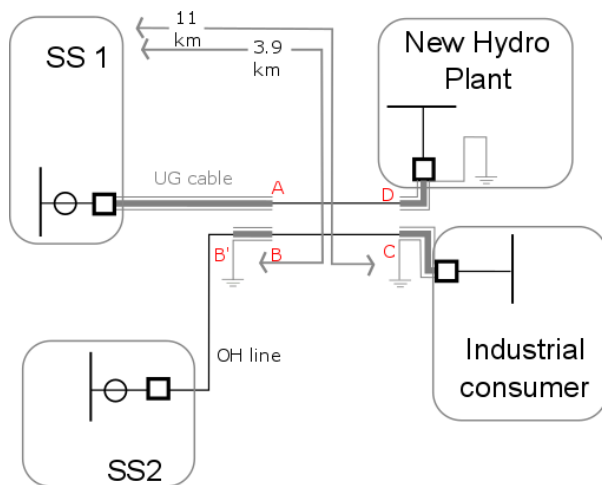 11
km
3.9
km
SS 1
New Hydro
Plant
UG cable
A
D
B'
B
C
OH line
Industrial
consumer
SS2